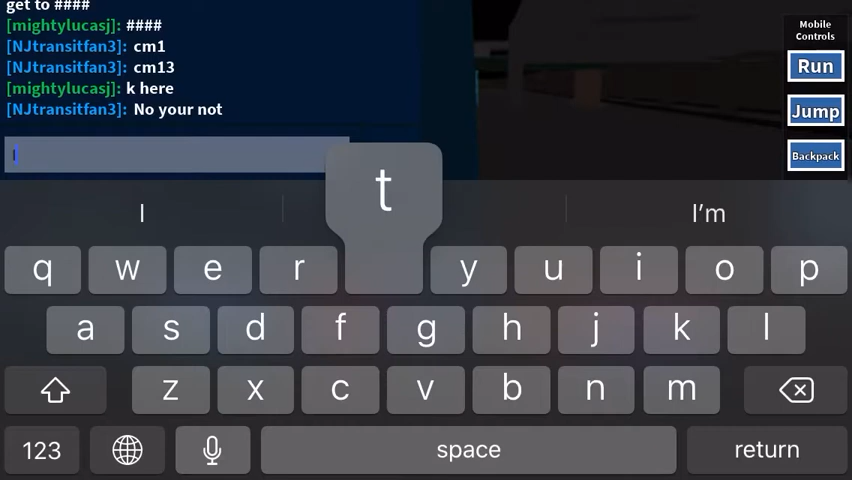 get to ####
[mightylucasj]: ####
[NJtransitfan3]: cm1
[NJtransitfan3]: cm13
[mightylucasj]: k here
[NJtransitfan3]: No your not
Mobile
Controls
Run
Jump
Backpack
t
I
I'm
q w e r y u i o p
a s d f g h j k l
z x c v b n m
123 space return